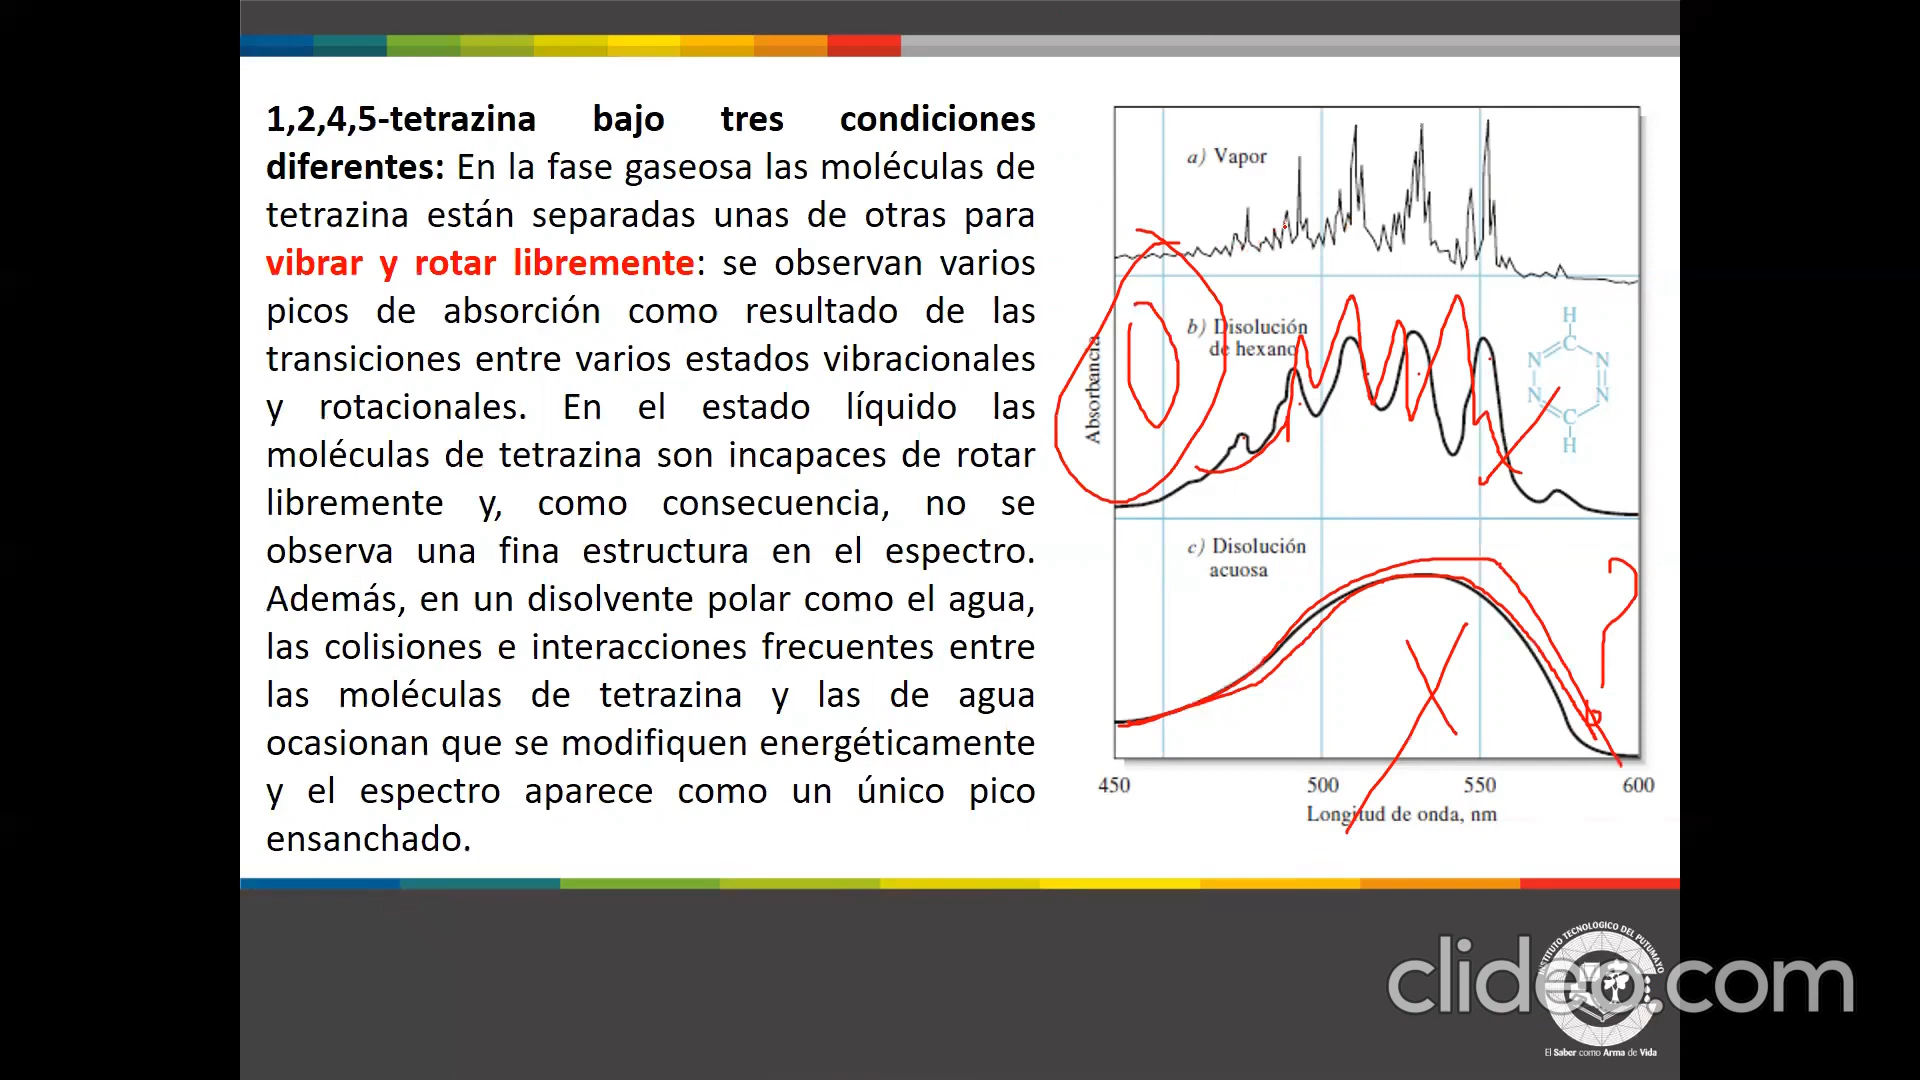 1,2,4,5-tetrazina bajo tres condiciones
diferentes: En la fase gaseosa las moléculas de
tetrazina están separadas unas de otras para
vibrar y rotar libremente: se observan varios
picos de absorción como resultado de las
transiciones entre varios estados vibracionales
y rotacionales. En el estado líquido las
moléculas de tetrazina son incapaces de rotar
libremente y, como consecuencia, no se
observa una fina estructura en el espectro.
Además, en un disolvente polar como el agua,
las colisiones e interacciones frecuentes entre
las moléculas de tetrazina y las de agua
ocasionan que se modifiquen energéticamente
y el espectro aparece como un único pico
ensanchado.
a) Vapor
b) Disolución
de hexano
H
C
N N
N N
C
H
Absorbancia
c) Disolución
acuosa
?
450 500 550 600
Longitud de onda, nm
INSTITUTO TECNOLOGICO DEL PUTUMAYO
clideo.com
El Saber como Arma de Vida